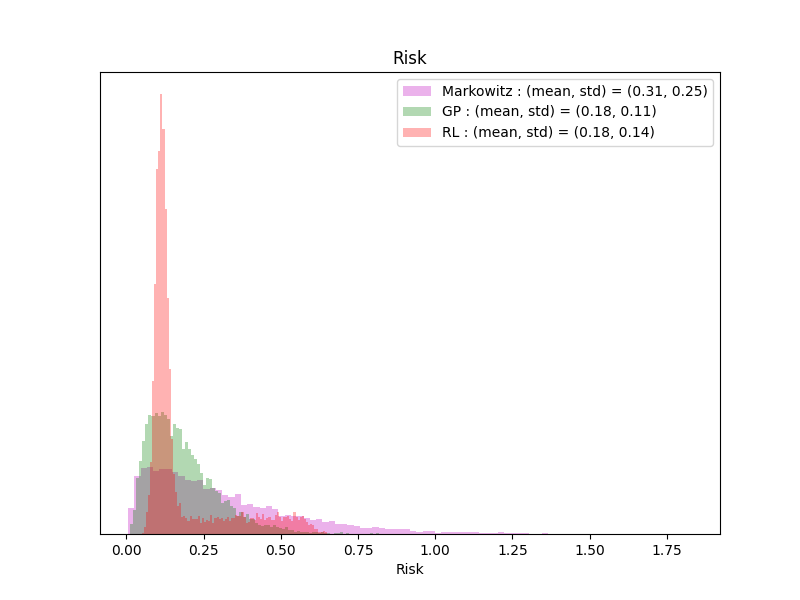 Risk
Markowitz : (mean, std) = (0.31, 0.25)
GP : (mean, std) = (0.18, 0.11)
RL : (mean, std) = (0.18, 0.14)
0.00 0.25 0.50 0.75 1.00 1.25 1.50 1.75
Risk